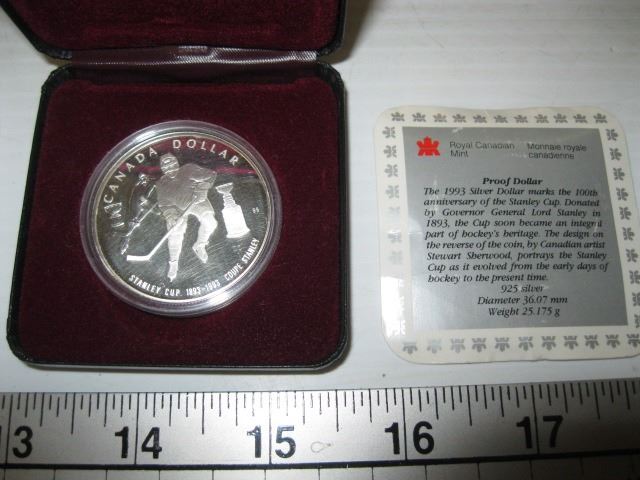 CANADA DOLLAR
STANLEY CUP 1893-1993 COUPE STANLEY
Royal Canadian Mint
Monnaie royale canadienne
Proof Dollar
The 1993 Silver Dollar marks the 100th
anniversary of the Stanley Cup. Donated
by Governor General Lord Stanley in
1893, the Cup soon became an integral
part of hockey's heritage. The design on
the reverse of the coin, by Canadian artist
Stewart Sherwood, portrays the Stanley
Cup as it evolved from the early days of
hockey to the present time.
.925 silver
Diameter 36.07 mm
Weight 25.175 g
13 14 15 16 17